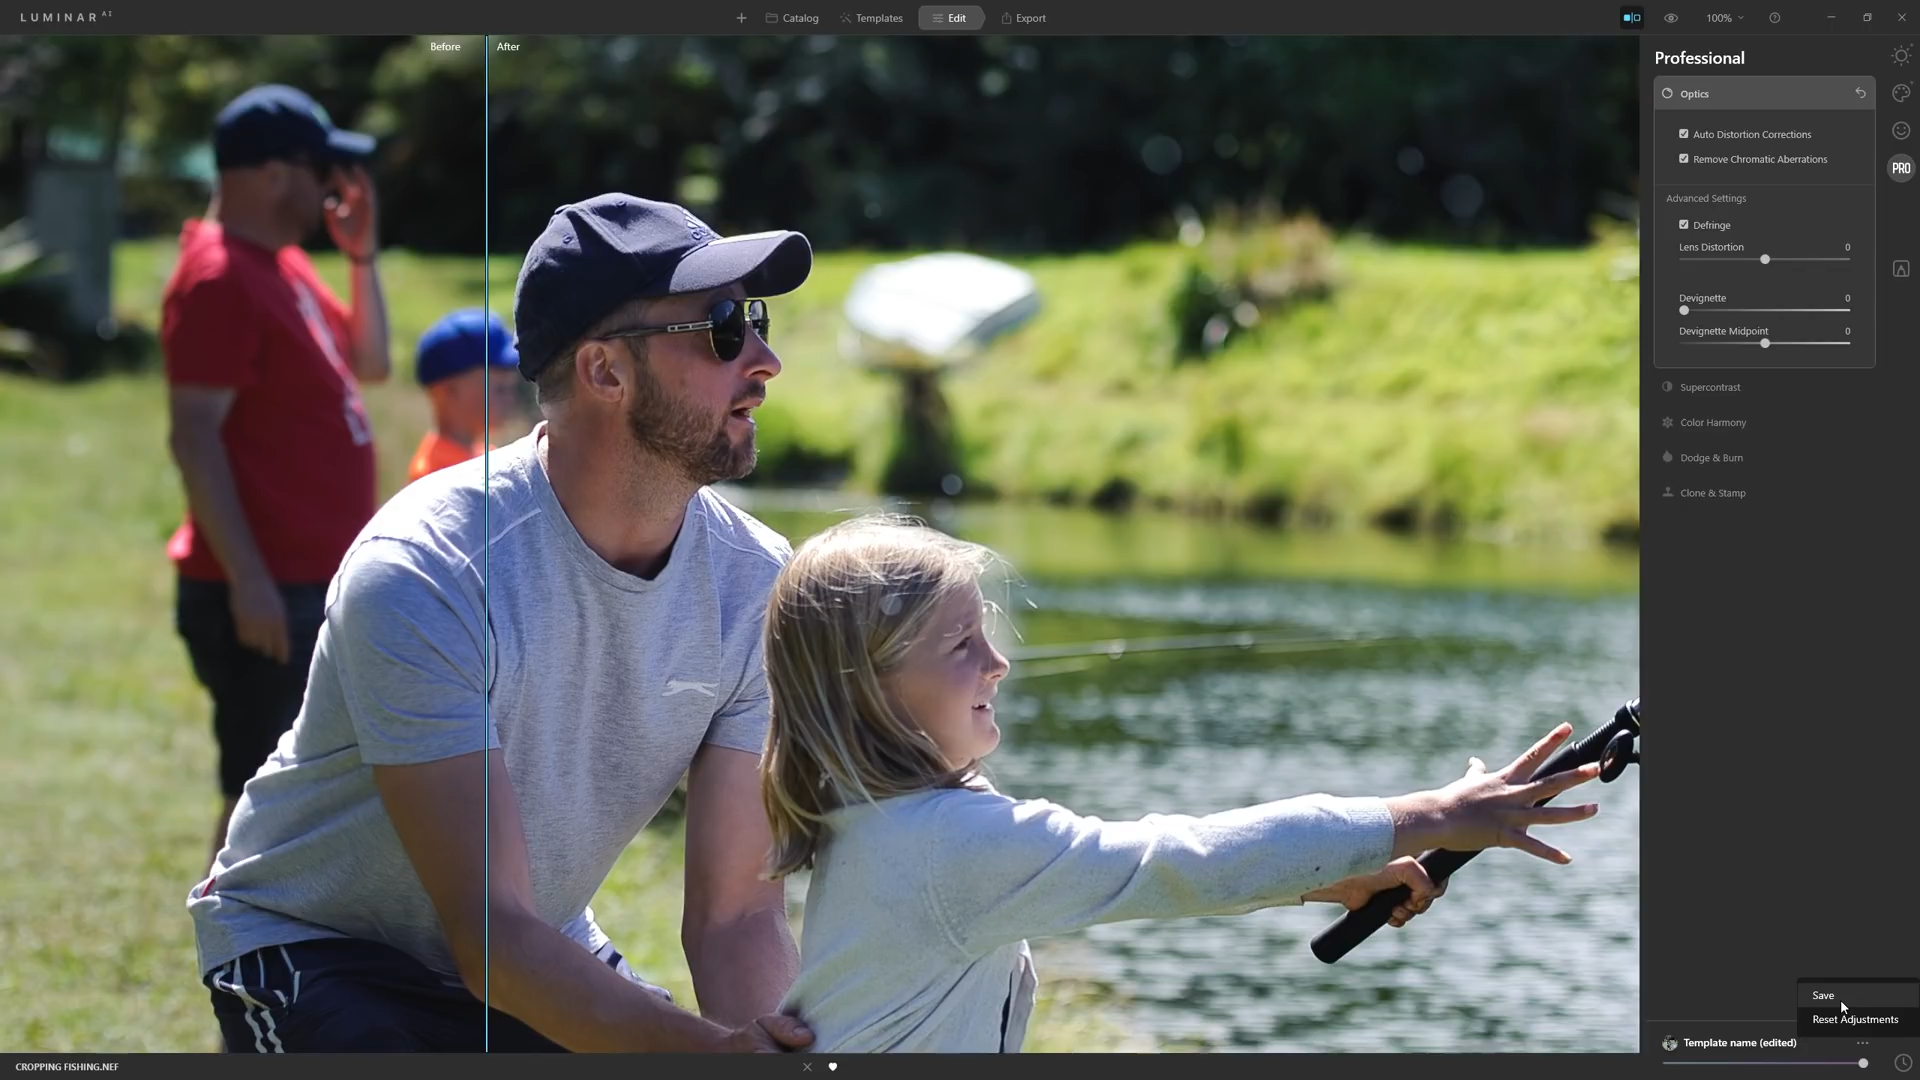 LUMINAR AI
Catalog
Templates
Edit
Export
100%
Before
After
Professional
Optics
Auto Distortion Corrections
Remove Chromatic Aberrations
PRO
Advanced Settings
Defringe
Lens Distortion 0
Devignette 0
Devignette Midpoint 0
Supercontrast
Color Harmony
Dodge & Burn
Clone & Stamp
Save
Reset Adjustments
Template name (edited)
CROPPING FISHING.NEF